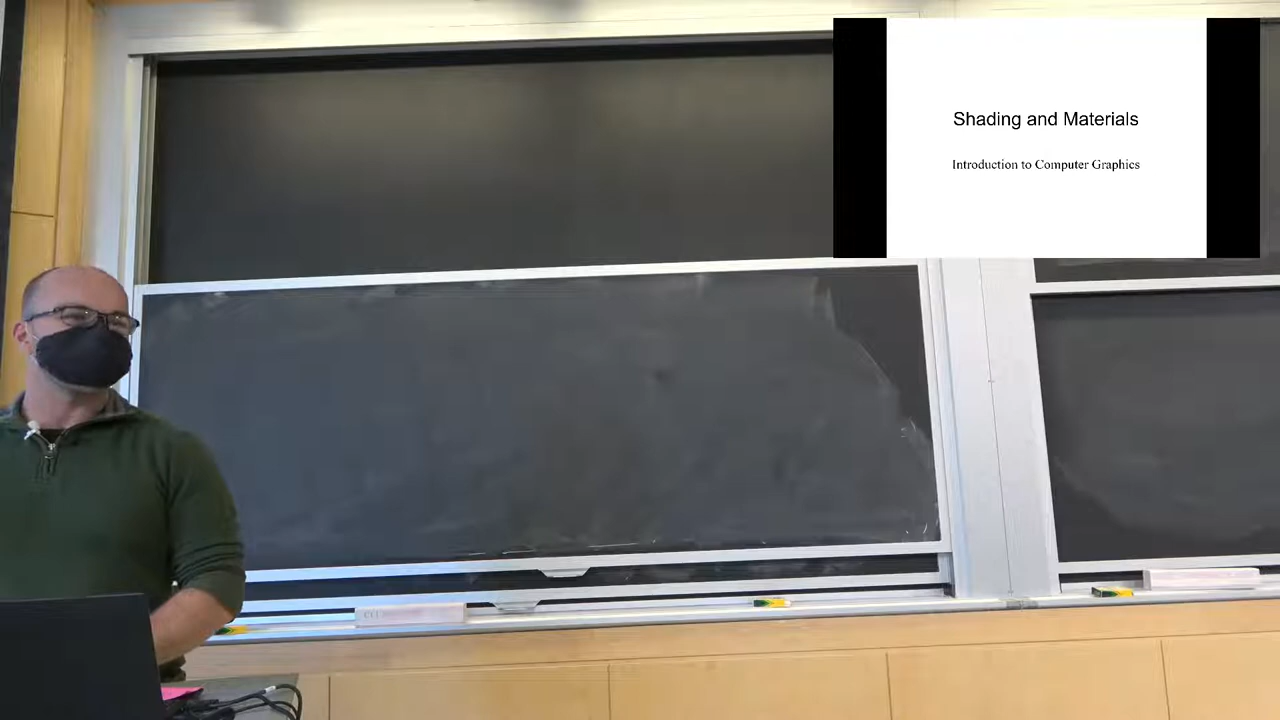 Shading and Materials
Introduction to Computer Graphics